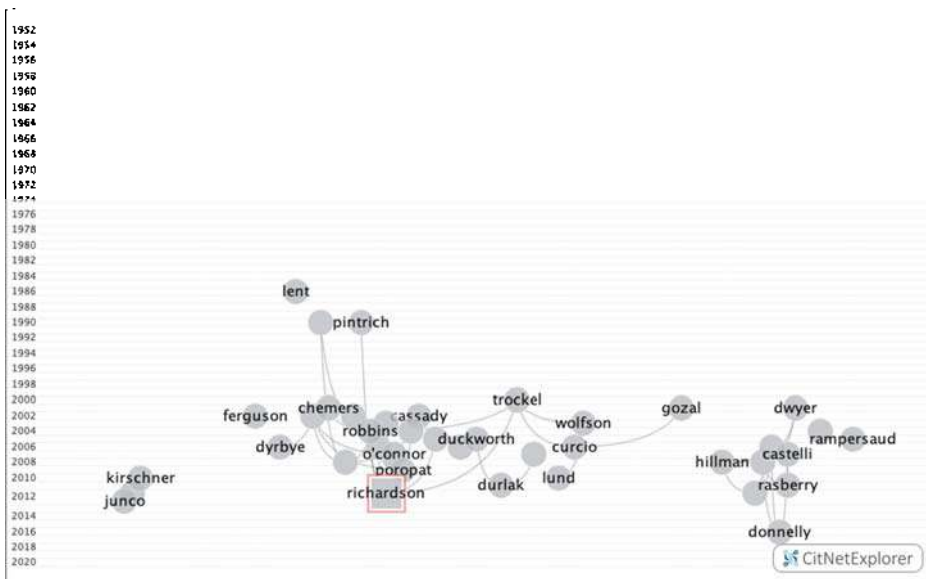 1952
1954
1956
1958
1960
1962
1964
1966
1968
1970
1972
1974
1976
1978
1980
1982
1984
1986
1988
1990
1992
1994
1996
1998
2000
2002
2004
2006
2008
2010
2012
2014
2016
2018
2020
lent
pintrich
trockel
ferguson
chemers
cassady
gozal
dwyer
robbins
wolfson
dyrbye
o'connor
duckworth
curcio
rampersaud
poropat
hillman
castelli
kirschner
junco
richardson
durlak
lund
rasberry
donnelly
CitNetExplorer